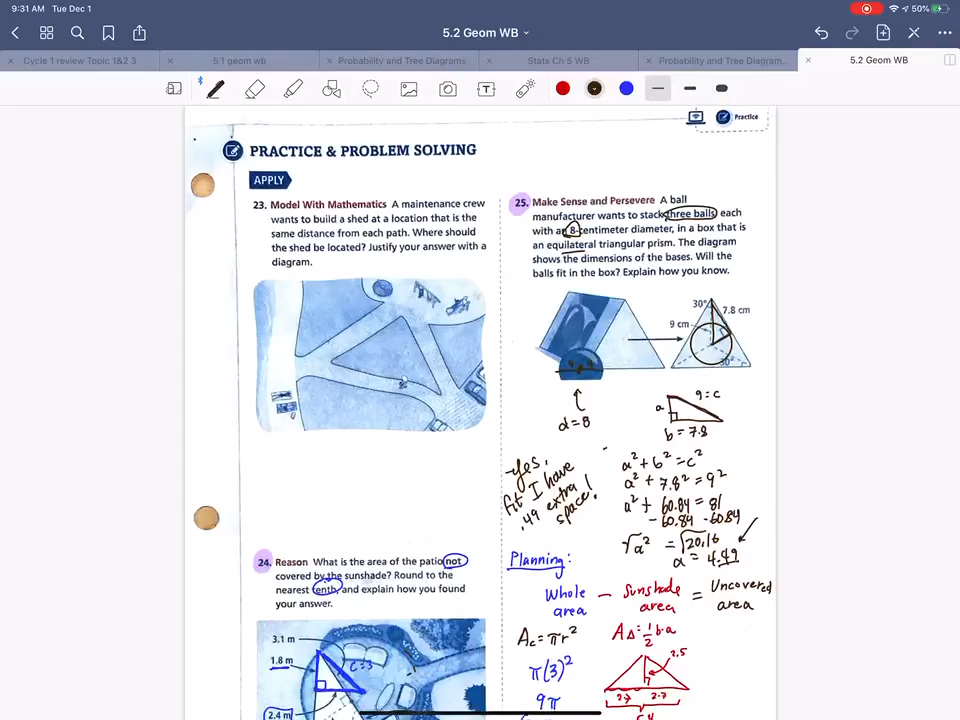 9:31 AM Tue Dec 1
50%
5.2 Geom WB
Cycle 1 review Topic 1&2 3
5.1 geom wb
Probability and Tree Diagrams
Stats Ch 5 WB
Probability and Tree Diagram...
5.2 Geom WB
Practice
PRACTICE & PROBLEM SOLVING
APPLY
23. Model With Mathematics A maintenance crew
wants to build a shed at a location that is the
same distance from each path. Where should
the shed be located? Justify your answer with a
diagram.
24. Reason What is the area of the patio not
covered by the sunshade? Round to the
nearest tenth, and explain how you found
your answer.
3.1 m
1.8 m
c=3
2.4 m
25. Make Sense and Persevere A ball
manufacturer wants to stack three balls, each
with an 8-centimeter diameter, in a box that is
an equilateral triangular prism. The diagram
shows the dimensions of the bases. Will the
balls fit in the box? Explain how you know.
30°
7.8 cm
9 cm
30°
d=8
9=c
a
b=7.8
a²+b²=c²
a²+7.8²=9²
a²+60.84=81
-60.84 -60.84
√a² = √20.16
a = 4.49
Yes,
fit I have
.49 extra
space!
Planning:
Whole area - Sunshade area = Uncovered area
Ac=πr²
A△=½b·a
π(3)²
2.5
9π
2.7 2.7
5.4